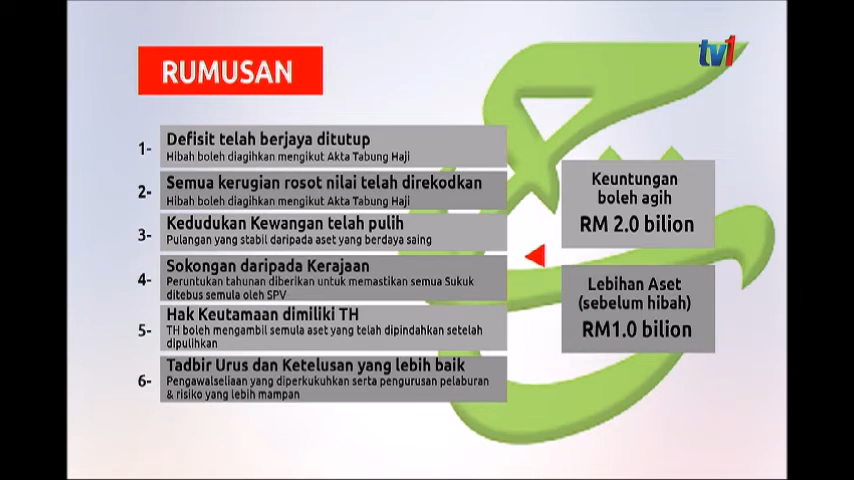 tv1
RUMUSAN
1-
Defisit telah berjaya ditutup
Hibah boleh diagihkan mengikut Akta Tabung Haji
2-
Semua kerugian rosot nilai telah direkodkan
Hibah boleh diagihkan mengikut Akta Tabung Haji
3-
Kedudukan Kewangan telah pulih
Pulangan yang stabil daripada aset yang berdaya saing
4-
Sokongan daripada Kerajaan
Peruntukan tahunan diberikan untuk memastikan semua Sukuk
ditebus semula oleh SPV
5-
Hak Keutamaan dimiliki TH
TH boleh mengambil semula aset yang telah dipindahkan setelah
dipulihkan
6-
Tadbir Urus dan Ketelusan yang lebih baik
Pengawalseliaan yang diperkukuhkan serta pengurusan pelaburan
& risiko yang lebih mampan
Keuntungan
boleh agih
RM 2.0 bilion
Lebihan Aset
(sebelum hibah)
RM1.0 bilion